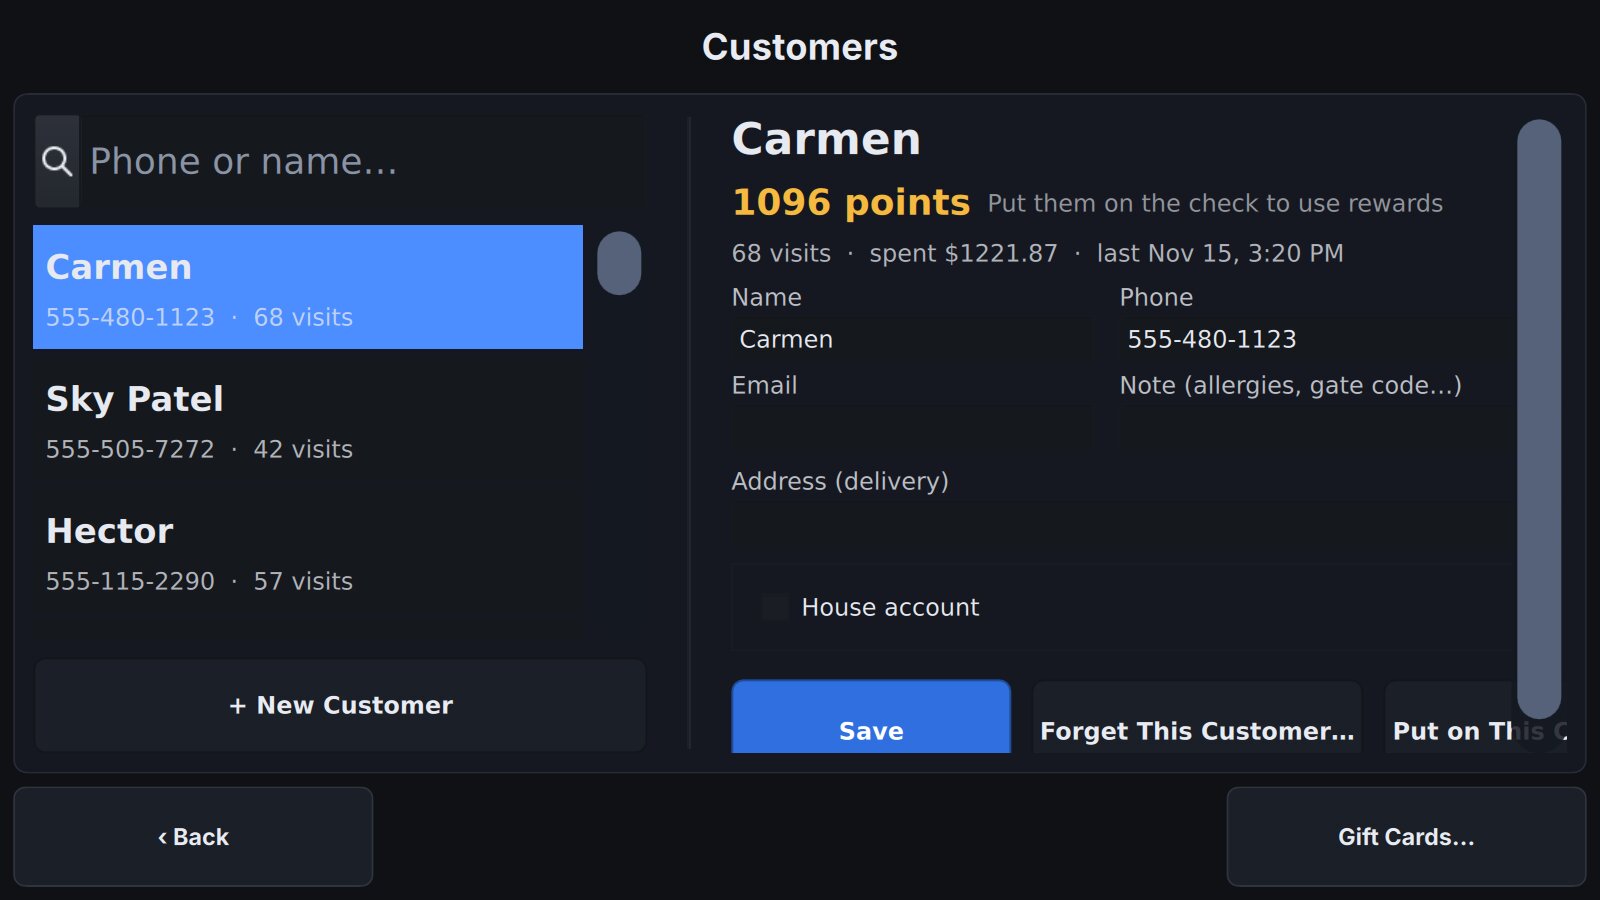 Customers
Phone or name...
Carmen
555-480-1123 · 68 visits
Sky Patel
555-505-7272 · 42 visits
Hector
555-115-2290 · 57 visits
+ New Customer
Carmen
1096 points Put them on the check to use rewards
68 visits · spent $1221.87 · last Nov 15, 3:20 PM
Name Phone
Carmen 555-480-1123
Email Note (allergies, gate code...)
Address (delivery)
House account
Save Forget This Customer... Put on This
‹ Back Gift Cards...